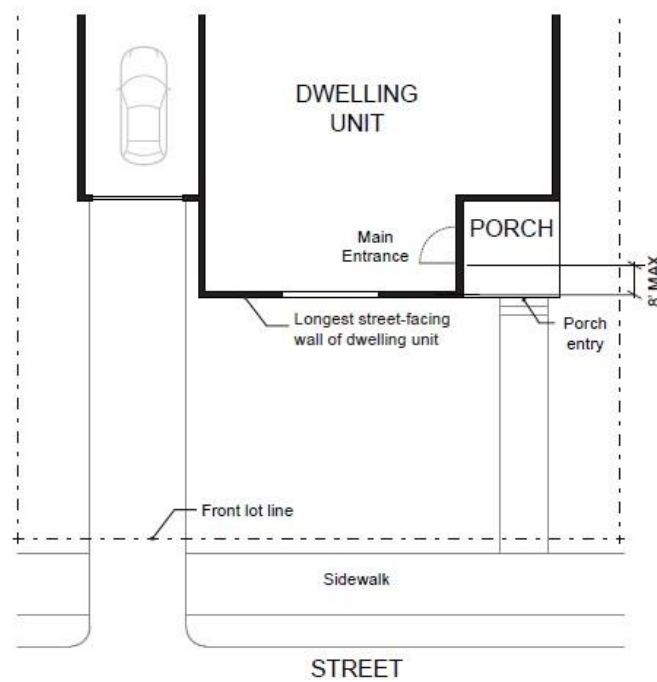 DWELLING
UNIT
PORCH
Main
Entrance
8' MAX
Longest street-facing
wall of dwelling unit
Porch
entry
Front lot line
Sidewalk
STREET